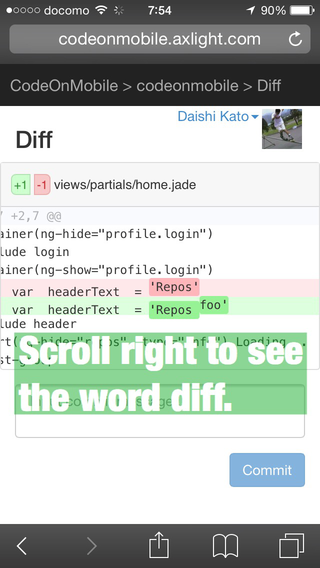 docomo 7:54 90%
codeonmobile.axlight.com
CodeOnMobile > codeonmobile > Diff
Daishi Kato
Diff
+1 -1 views/partials/home.jade
+2,7 @@
ainer(ng-hide="profile.login")
lude login
ainer(ng-show="profile.login")
var headerText = 'Repos'
var headerText = 'Repos foo'
lude header
Scroll right to see
the word diff.
Commit